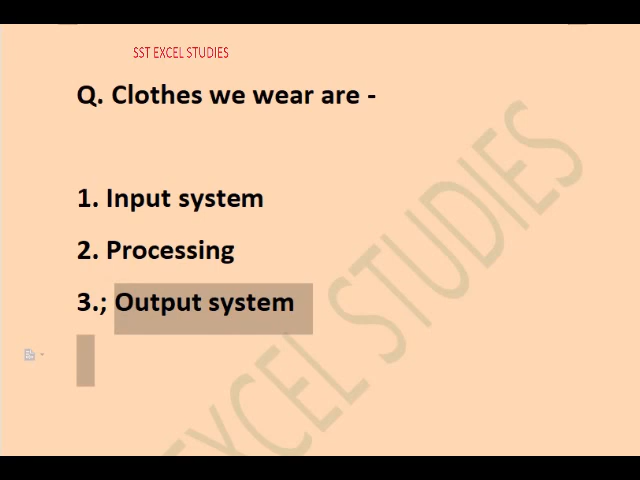 SST EXCEL STUDIES
Q. Clothes we wear are -
1. Input system
2. Processing
3.; Output system
EXCEL STUDIES